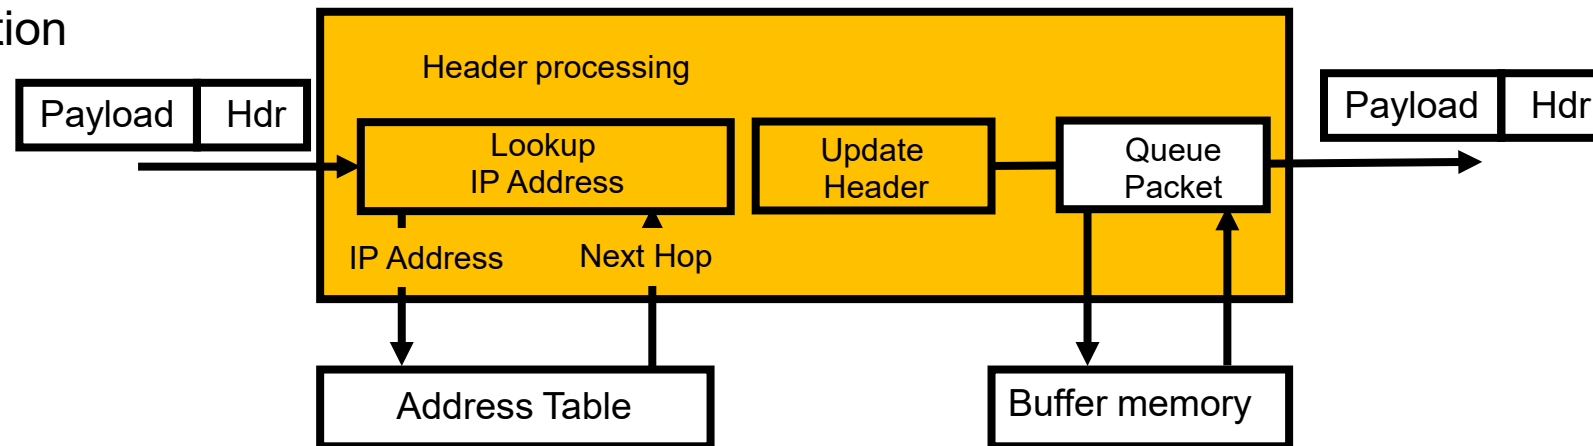 tion
Header processing
Payload Hdr
Payload Hdr
Lookup
IP Address
Update
Header
Queue
Packet
IP Address
Next Hop
Address Table
Buffer memory